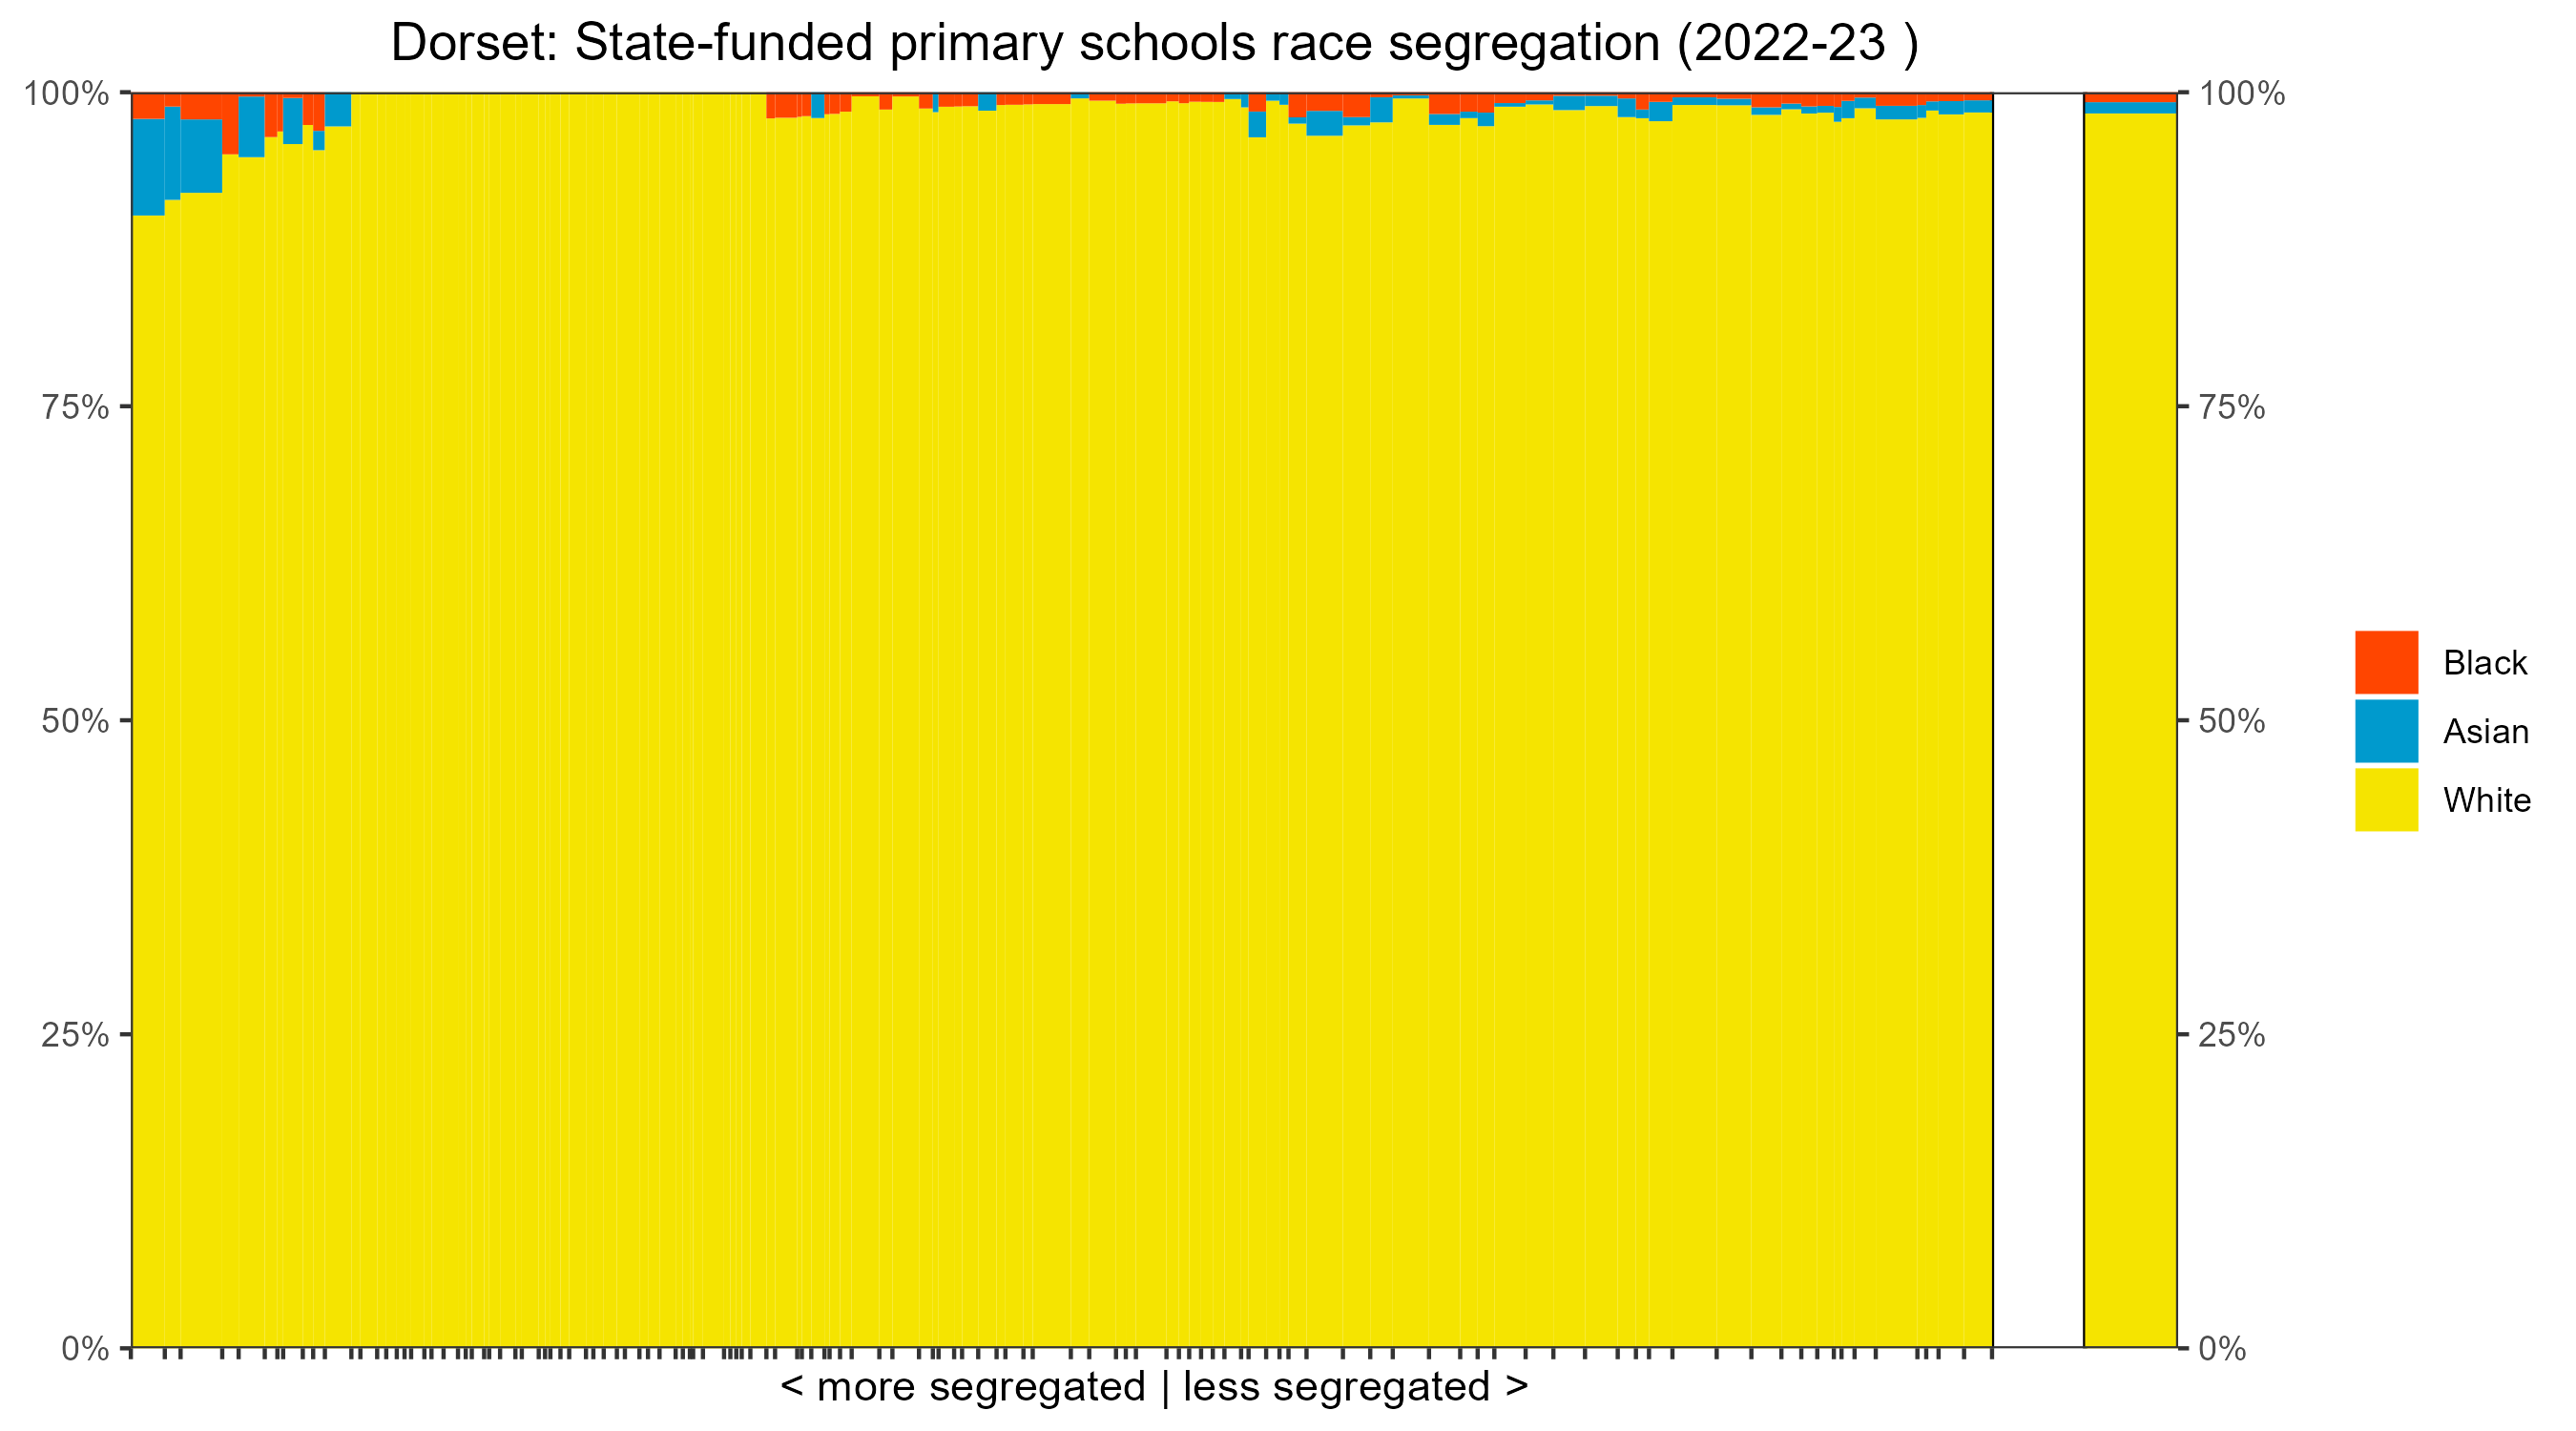 Dorset: State-funded primary schools race segregation (2022-23 )
100%
75%
50%
25%
0%
100%
75%
50%
25%
0%
Black
Asian
White
< more segregated | less segregated >